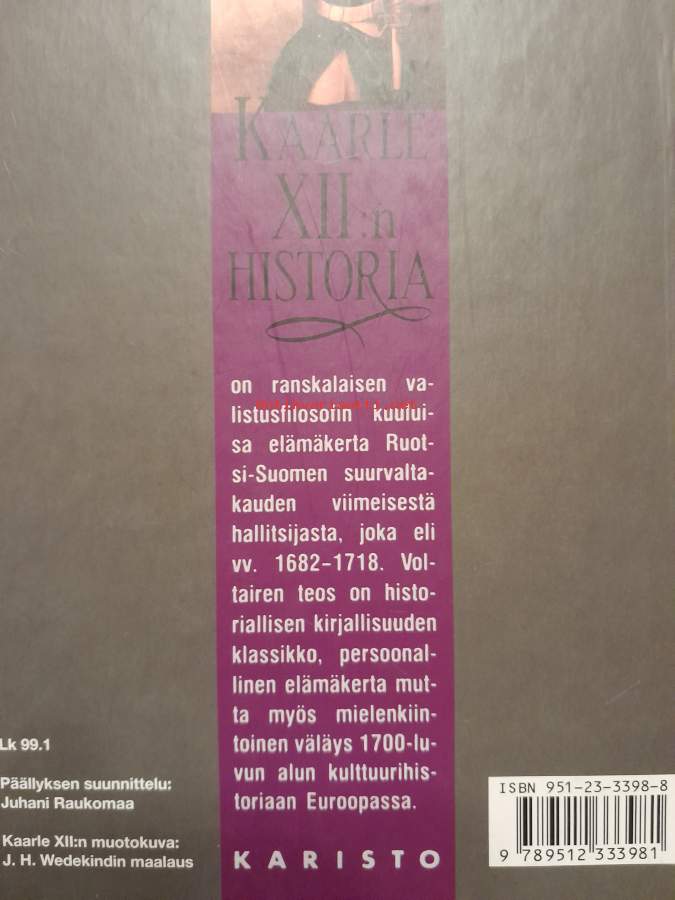 KAARLE
XII:n
HISTORIA
on ranskalaisen va-
listusfilosofin kuului-
sa elämäkerta Ruot-
si-Suomen suurvalta-
kauden viimeisestä
hallitsijasta, joka eli
vv. 1682–1718. Vol-
tairen teos on histo-
riallisen kirjallisuuden
klassikko, persoonal-
linen elämäkerta mut-
ta myös mielenkiin-
toinen väläys 1700-lu-
vun alun kulttuurihis-
toriaan Euroopassa.
KARISTO
Lk 99.1
Päällyksen suunnittelu:
Juhani Raukomaa
Kaarle XII:n muotokuva:
J. H. Wedekindin maalaus
ISBN 951-23-3398-8
9 789512 333981